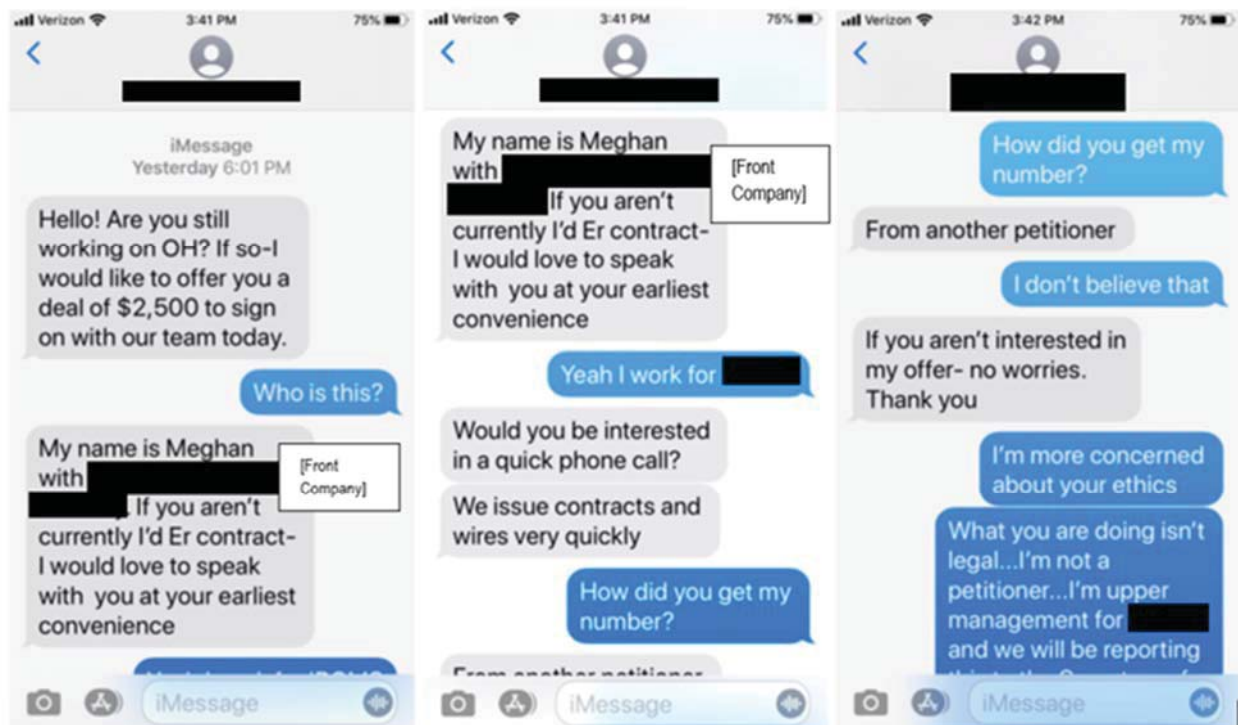 Verizon 3:41 PM 75%
iMessage
Yesterday 6:01 PM
Hello! Are you still
working on OH? If so-I
would like to offer you a
deal of $2,500 to sign
on with our team today.
Who is this?
My name is Meghan
with
[Front
Company]
If you aren't
currently I'd Er contract-
I would love to speak
with you at your earliest
convenience
iMessage
Verizon 3:41 PM 75%
My name is Meghan
with
[Front
Company]
If you aren't
currently I'd Er contract-
I would love to speak
with you at your earliest
convenience
Yeah I work for
Would you be interested
in a quick phone call?
We issue contracts and
wires very quickly
How did you get my
number?
From another petitioner
iMessage
Verizon 3:42 PM 75%
How did you get my
number?
From another petitioner
I don't believe that
If you aren't interested in
my offer- no worries.
Thank you
I'm more concerned
about your ethics
What you are doing isn't
legal...I'm not a
petitioner...I'm upper
management for
and we will be reporting
iMessage